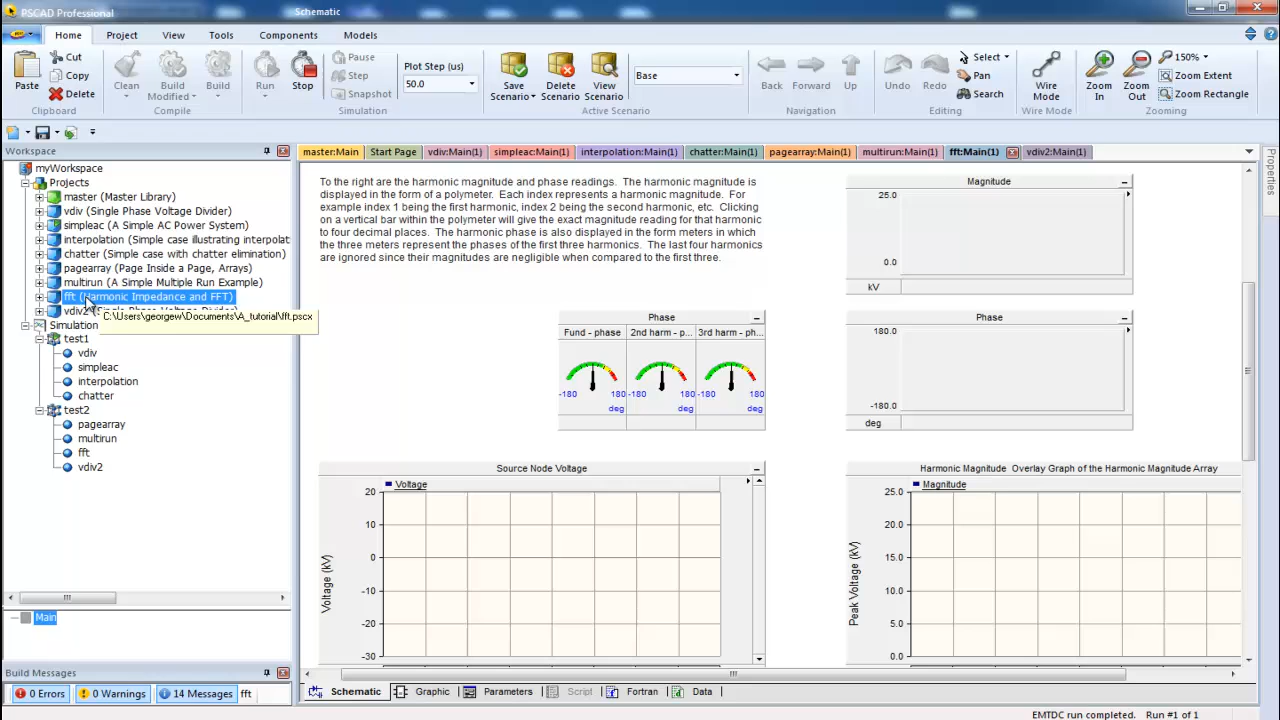 PSCAD Professional
Schematic
Home
Project
View
Tools
Components
Models
Paste
Cut
Copy
Delete
Clipboard
Clean
Build Modified
Build
Compile
Run
Stop
Pause
Step
Snapshot
Plot Step (us)
50.0
Simulation
Save Scenario
Delete Scenario
View Scenario
Base
Active Scenario
Back
Forward
Up
Navigation
Undo
Redo
Select
Pan
Search
Editing
Wire Mode
Wire Mode
Zoom In
Zoom Out
150%
Zoom Extent
Zoom Rectangle
Zooming
Workspace
myWorkspace
Projects
master (Master Library)
vdiv (Single Phase Voltage Divider)
simpleac (A Simple AC Power System)
interpolation (Simple case illustrating interpolat
chatter (Simple case with chatter elimination)
pagearray (Page Inside a Page, Arrays)
multirun (A Simple Multiple Run Example)
fft (Harmonic Impedance and FFT)
vdiv2 (Single Phase Voltage Divider)
C:\Users\georgew\Documents\A_tutorial\fft.pscx
Simulation
test1
vdiv
simpleac
interpolation
chatter
test2
pagearray
multirun
fft
vdiv2
Main
Build Messages
0 Errors
0 Warnings
14 Messages
fft
master:Main
Start Page
vdiv:Main(1)
simpleac:Main(1)
interpolation:Main(1)
chatter:Main(1)
pagearray:Main(1)
multirun:Main(1)
fft:Main(1)
vdiv2:Main(1)
Properties
To the right are the harmonic magnitude and phase readings. The harmonic magnitude is
displayed in the form of a polymeter. Each index represents a harmonic magnitude. For
example index 1 being the first harmonic, index 2 being the second harmonic, etc. Clicking
on a vertical bar within the polymeter will give the exact magnitude reading for that harmonic
to four decimal places. The harmonic phase is also displayed in the form meters in which
the three meters represent the phases of the first three harmonics. The last four harmonics
are ignored since their magnitudes are negligible when compared to the first three.
Magnitude
25.0
0.0
kV
Phase
Fund - phase
2nd harm - p...
3rd harm - ph...
-180 180
deg
-180 180
deg
-180 180
deg
Phase
180.0
-180.0
deg
Source Node Voltage
Voltage
Voltage (kV)
20
10
0
-10
-20
-30
Harmonic Magnitude Overlay Graph of the Harmonic Magnitude Array
Magnitude
Peak Voltage (kV)
25.0
20.0
15.0
10.0
5.0
0.0
Schematic
Graphic
Parameters
Script
Fortran
Data
EMTDC run completed.
Run #1 of 1